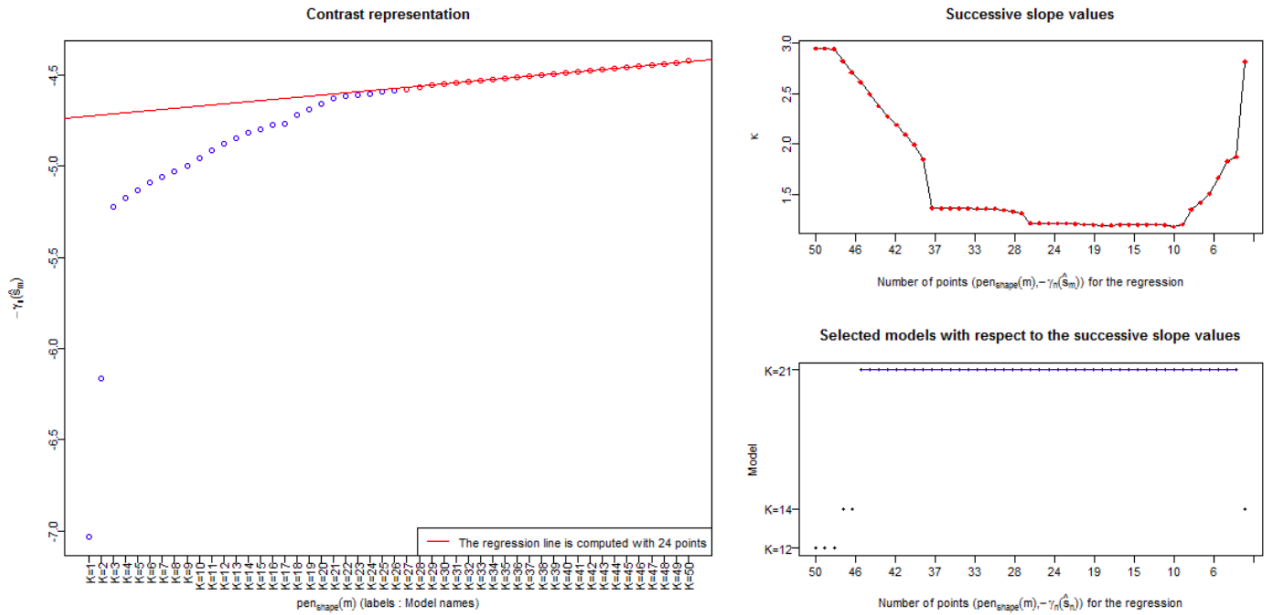 Contrast representation
−γn(ŝm)
-4,5
-5,0
-5,5
-6,0
-6,5
-7,0
The regression line is computed with 24 points
K=1 K=2 K=3 K=4 K=5 K=6 K=7 K=8 K=9 K=10 K=11 K=12 K=13 K=14 K=15 K=16 K=17 K=18 K=19 K=20 K=21 K=22 K=23 K=24 K=25 K=26 K=27 K=28 K=29 K=30 K=31 K=32 K=33 K=34 K=35 K=36 K=37 K=38 K=39 K=40 K=41 K=42 K=43 K=44 K=45 K=46 K=47 K=48 K=49 K=50
penshape(m) (labels : Model names)
Successive slope values
κ
3,0
2,5
2,0
1,5
50 46 42 37 33 28 24 19 15 10 6
Number of points (penshape(m),−γn(ŝm)) for the regression
Selected models with respect to the successive slope values
Model
K=21
K=14
K=12
50 46 42 37 33 28 24 19 15 10 6
Number of points (penshape(m),−γn(ŝn)) for the regression